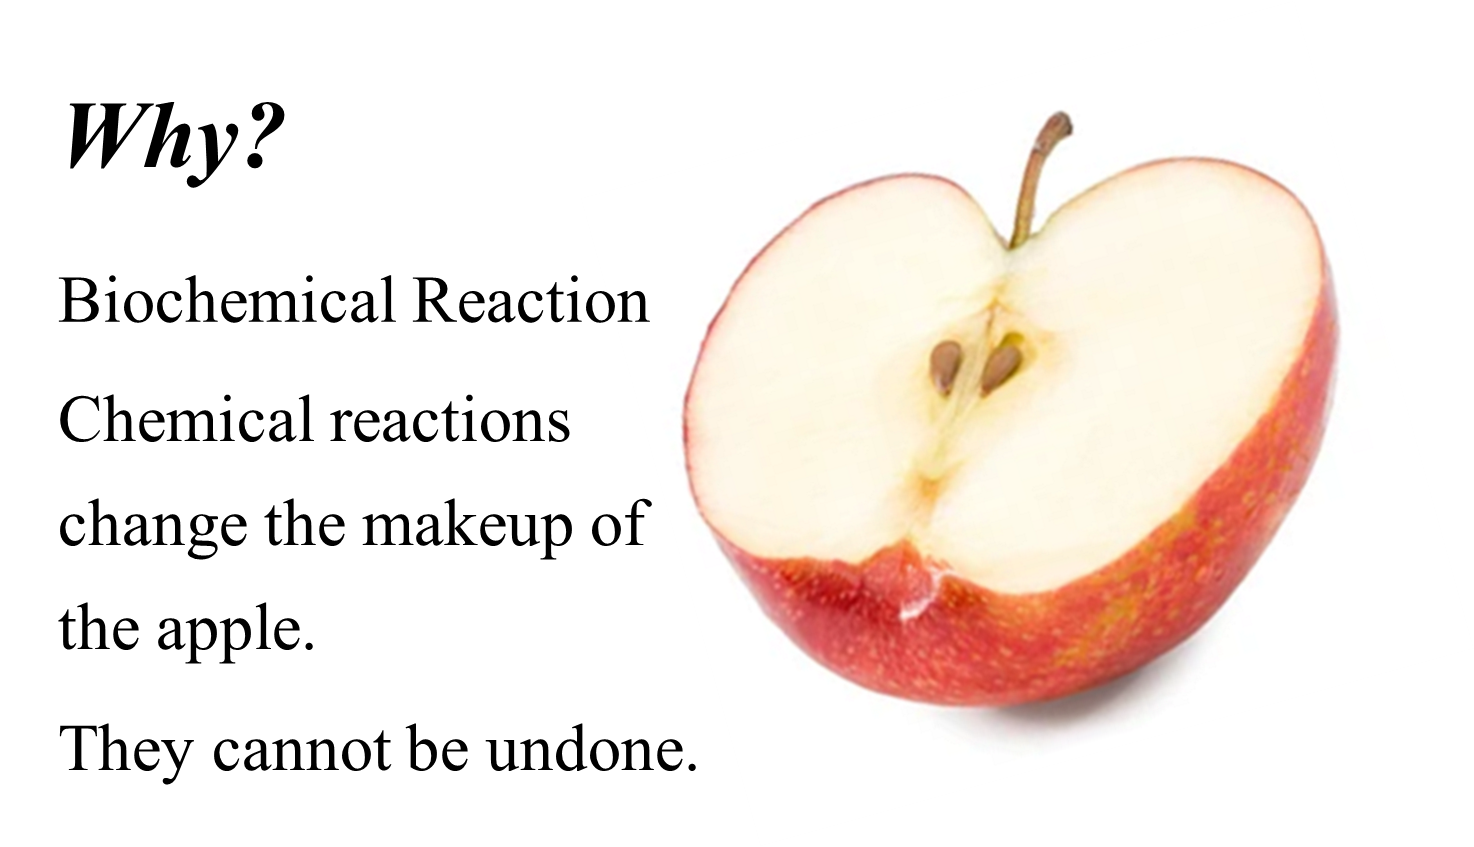 Why?
Biochemical Reaction
Chemical reactions
change the makeup of
the apple.
They cannot be undone.